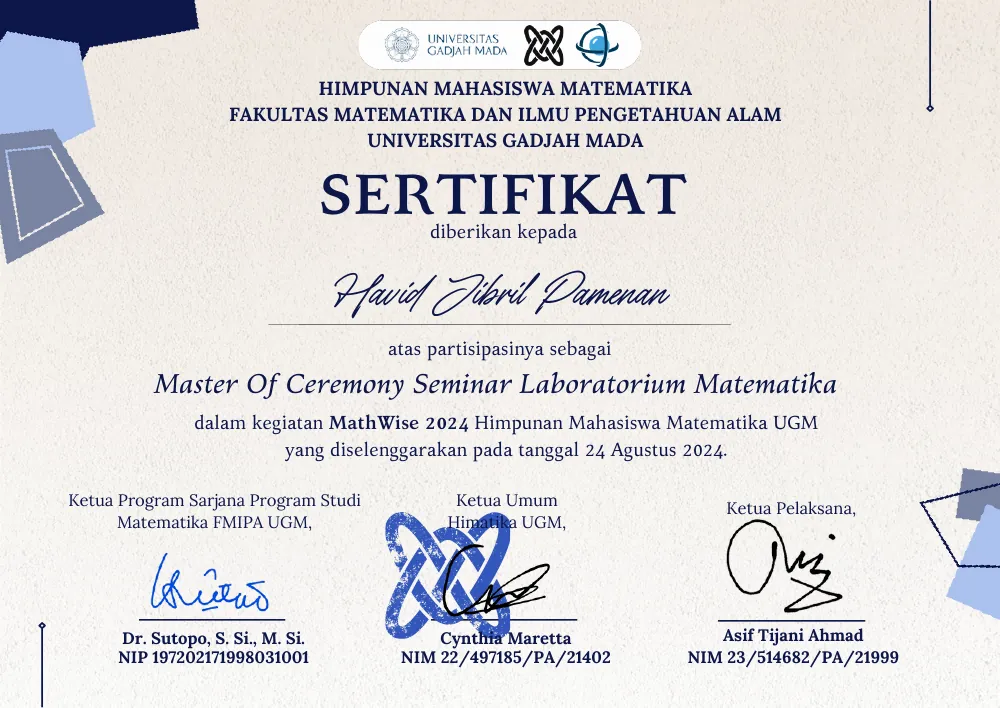 UNIVERSITAS
GADJAH MADA
HIMPUNAN MAHASISWA MATEMATIKA
FAKULTAS MATEMATIKA DAN ILMU PENGETAHUAN ALAM
UNIVERSITAS GADJAH MADA
SERTIFIKAT
diberikan kepada
Havid Jibril Pamenan
atas partisipasinya sebagai
Master Of Ceremony Seminar Laboratorium Matematika
dalam kegiatan MathWise 2024 Himpunan Mahasiswa Matematika UGM
yang diselenggarakan pada tanggal 24 Agustus 2024.
Ketua Program Sarjana Program Studi
Matematika FMIPA UGM,
Dr. Sutopo, S. Si., M. Si.
NIP 197202171998031001
Ketua Umum
Himatika UGM,
Cynthia Maretta
NIM 22/497185/PA/21402
Ketua Pelaksana,
Asif Tijani Ahmad
NIM 23/514682/PA/21999